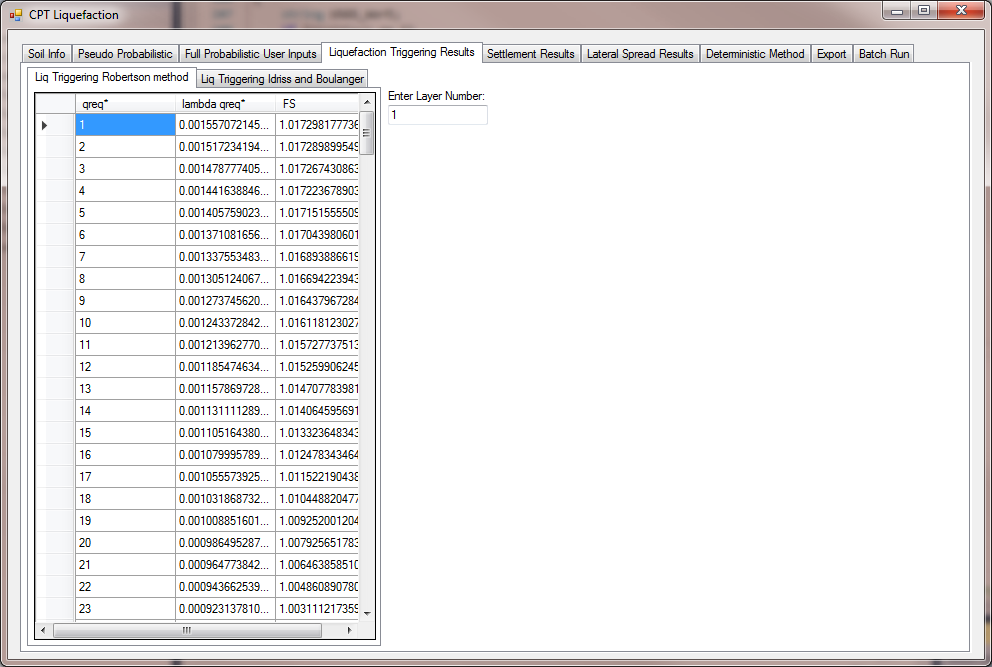 CPT Liquefaction
Soil Info Pseudo Probabilistic Full Probabilistic User Inputs Liquefaction Triggering Results Settlement Results Lateral Spread Results Deterministic Method Export Batch Run
Liq Triggering Robertson method Liq Triggering Idriss and Boulanger
Enter Layer Number:
1
qreq* lambda qreq* FS
1 0.001557072145... 1.017298177736
2 0.001517234194... 1.017289899549
3 0.001478777405... 1.017267430863
4 0.001441638846... 1.017223678903
5 0.001405759023... 1.017151555509
6 0.001371081656... 1.017043980601
7 0.001337553483... 1.016893886619
8 0.001305124067... 1.016694223943
9 0.001273745620... 1.016437967284
10 0.001243372842... 1.016118123027
11 0.001213962770... 1.015727737513
12 0.001185474634... 1.015259906245
13 0.001157869728... 1.014707783981
14 0.001131111289... 1.014064595691
15 0.001105164380... 1.013323648343
16 0.001079995789... 1.012478343464
17 0.001055573925... 1.011522190438
18 0.001031868732... 1.010448820477
19 0.001008851601... 1.009252001204
20 0.000986495287... 1.007925651783
21 0.000964773842... 1.006463858510
22 0.000943662539... 1.004860890780
23 0.000923137810... 1.003111217359